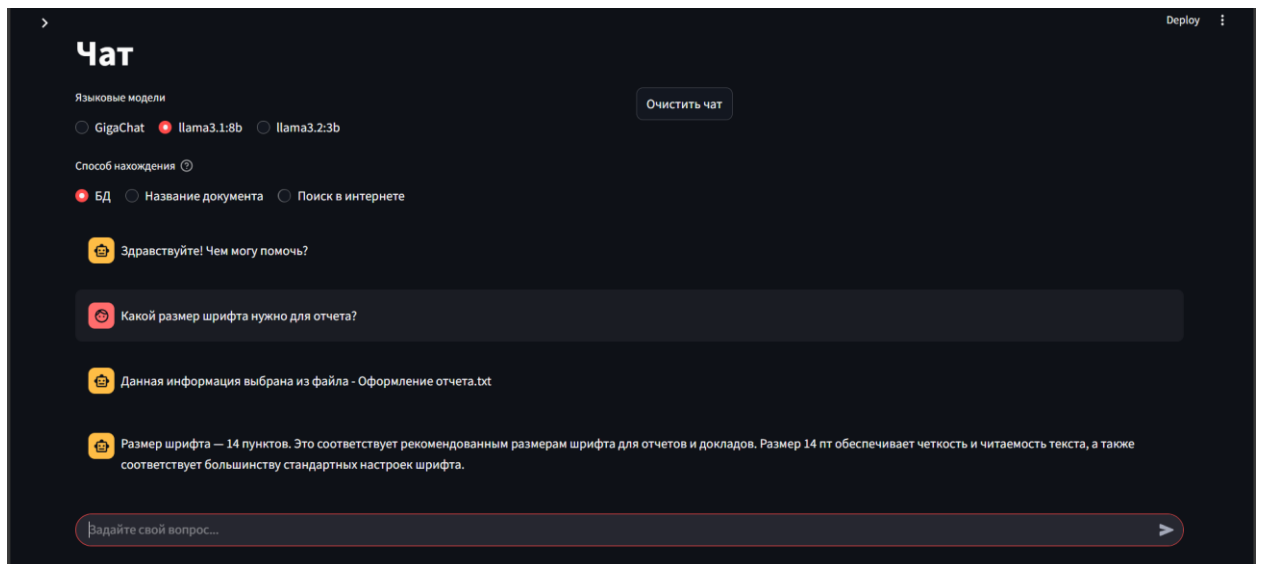 Deploy
Чат
Языковые модели
Очистить чат
GigaChat llama3.1:8b llama3.2:3b
Способ нахождения
БД Название документа Поиск в интернете
Здравствуйте! Чем могу помочь?
Какой размер шрифта нужно для отчета?
Данная информация выбрана из файла - Оформление отчета.txt
Размер шрифта — 14 пунктов. Это соответствует рекомендованным размерам шрифта для отчетов и докладов. Размер 14 пт обеспечивает четкость и читаемость текста, а также
соответствует большинству стандартных настроек шрифта.
Задайте свой вопрос...